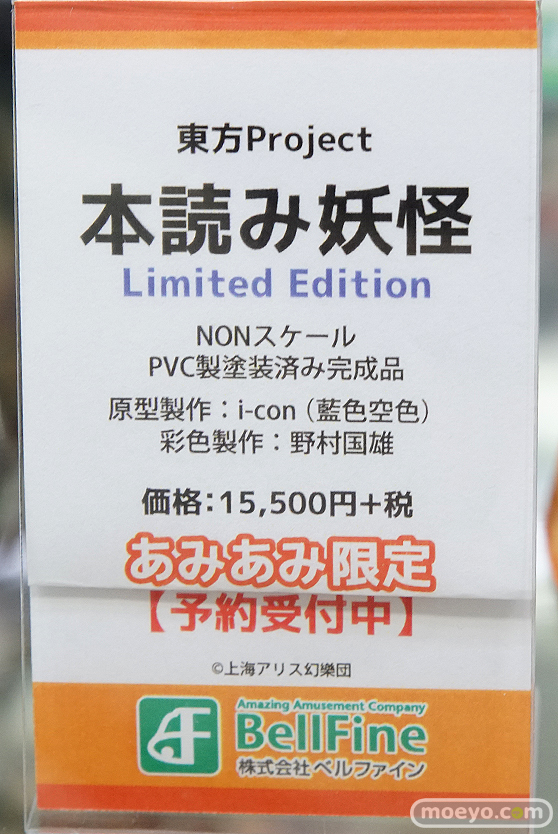 東方Project
本読み妖怪
Limited Edition
NONスケール
PVC製塗装済み完成品
原型製作：i-con（藍色空色）
彩色製作：野村国雄
価格：15,500円＋税
あみあみ限定
【予約受付中】
©上海アリス幻樂団
Amazing Amusement Company
BellFine
株式会社 ベルファイン
moeyo.com